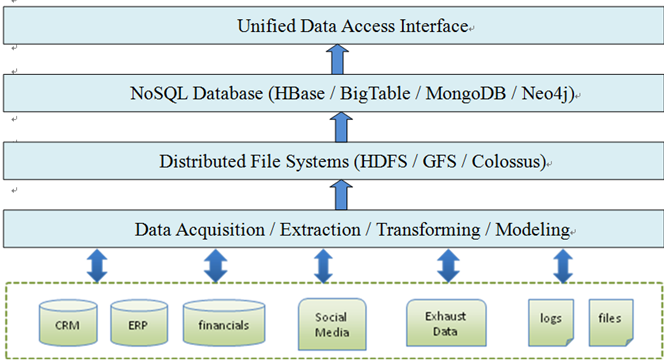 Unified Data Access Interface
NoSQL Database (HBase / BigTable / MongoDB / Neo4j)
Distributed File Systems (HDFS / GFS / Colossus)
Data Acquisition / Extraction / Transforming / Modeling
CRM
ERP
financials
Social
Media
Exhaust
Data
logs
files